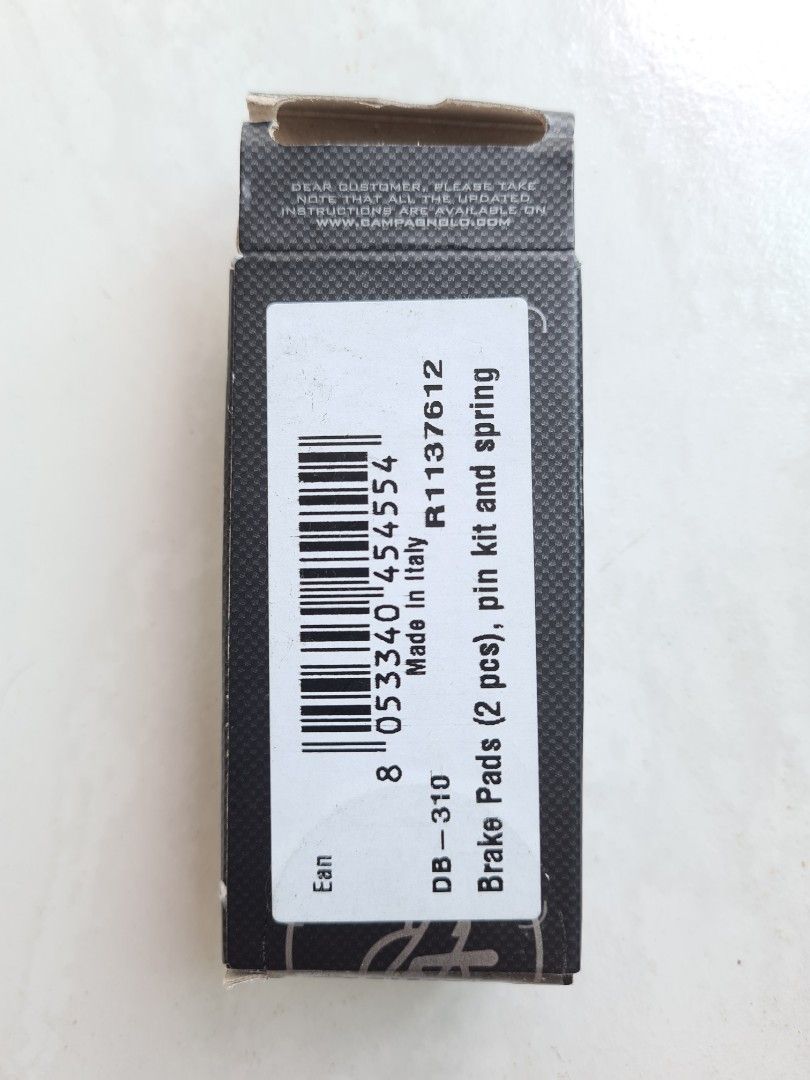 DEAR CUSTOMER, PLEASE TAKE
NOTE THAT ALL THE UPDATED
INSTRUCTIONS ARE AVAILABLE ON
WWW.CAMPAGNOLO.COM
Ean
8 053340 454554
Made in Italy
DB-310 R1137612
Brake Pads (2 pcs), pin kit and spring